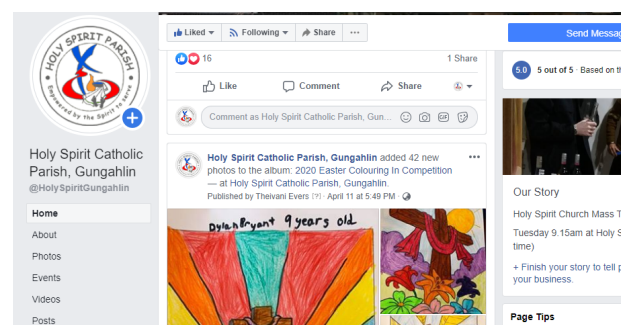 HOLY SPIRIT PARISH
Empowered by the Spirit to serve
Holy Spirit Catholic
Parish, Gungahlin
@HolySpiritGungahlin
Home
About
Photos
Events
Videos
Posts
Liked
Following
Share
16
1 Share
Like
Comment
Share
Comment as Holy Spirit Catholic Parish, Gun...
GIF
Holy Spirit Catholic Parish, Gungahlin added 42 new
photos to the album: 2020 Easter Colouring In Competition
— at Holy Spirit Catholic Parish, Gungahlin.
Published by Theivani Evers [?] · April 11 at 5:49 PM ·
Dylan Bryant 9 years old
Send Messag
5.0
5 out of 5 · Based on th
Our Story
Holy Spirit Church Mass T
Tuesday 9.15am at Holy S
time)
+ Finish your story to tell p
your business.
Page Tips